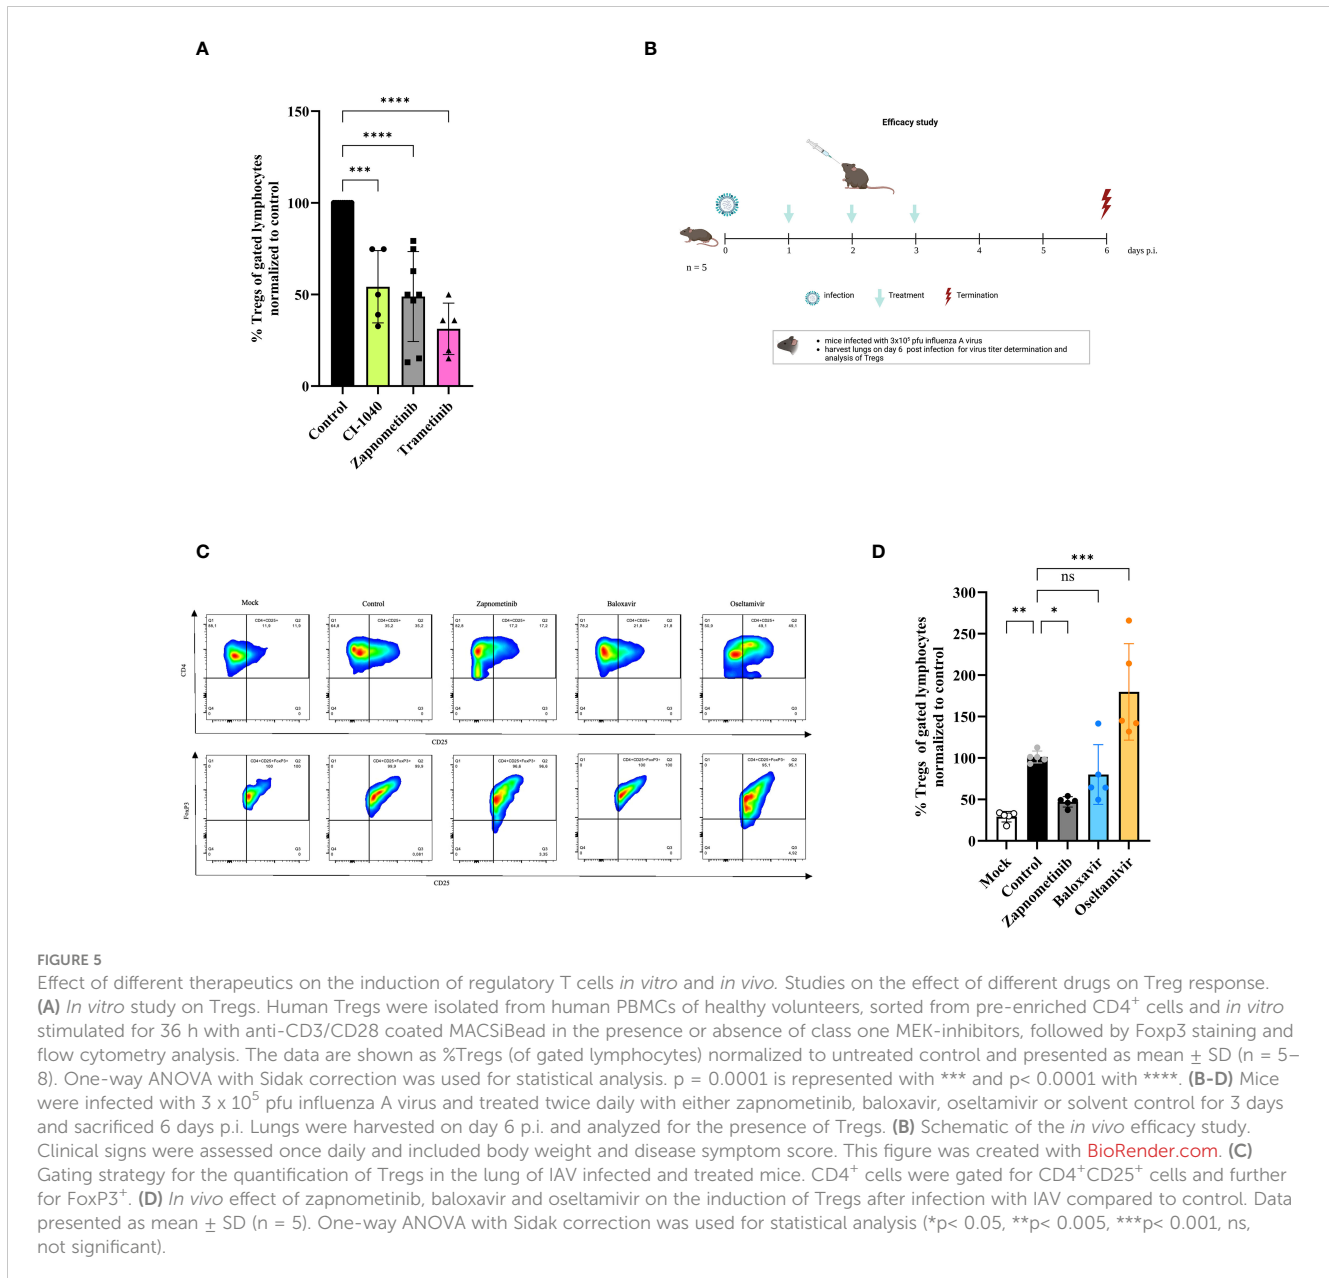 A
B
150
100
50
0
% Tregs of gated lymphocytes
normalized to control
****
****
***
Control
CI-1040
Zapnometinib
Trametinib
Efficacy study
n = 5
0
1
2
3
4
5
6
days p.i.
infection
Treatment
Termination
• mice infected with 3x10⁵ pfu influenza A virus
• harvest lungs on day 6 post infection for virus titer determination and
analysis of Tregs
C
D
Mock
Control
Zapnometinib
Baloxavir
Oseltamivir
CD4
CD25
FoxP3
CD25
300
250
200
150
100
50
0
% Tregs of gated lymphocytes
normalized to control
***
ns
**
*
Mock
Control
Zapnometinib
Baloxavir
Oseltamivir
FIGURE 5
Effect of different therapeutics on the induction of regulatory T cells in vitro and in vivo. Studies on the effect of different drugs on Treg response.
(A) In vitro study on Tregs. Human Tregs were isolated from human PBMCs of healthy volunteers, sorted from pre-enriched CD4⁺ cells and in vitro
stimulated for 36 h with anti-CD3/CD28 coated MACSiBead in the presence or absence of class one MEK-inhibitors, followed by Foxp3 staining and
flow cytometry analysis. The data are shown as %Tregs (of gated lymphocytes) normalized to untreated control and presented as mean ± SD (n = 5–
8). One-way ANOVA with Sidak correction was used for statistical analysis. p = 0.0001 is represented with *** and p< 0.0001 with ****. (B-D) Mice
were infected with 3 x 10⁵ pfu influenza A virus and treated twice daily with either zapnometinib, baloxavir, oseltamivir or solvent control for 3 days
and sacrificed 6 days p.i. Lungs were harvested on day 6 p.i. and analyzed for the presence of Tregs. (B) Schematic of the in vivo efficacy study.
Clinical signs were assessed once daily and included body weight and disease symptom score. This figure was created with BioRender.com. (C)
Gating strategy for the quantification of Tregs in the lung of IAV infected and treated mice. CD4⁺ cells were gated for CD4⁺CD25⁺ cells and further
for FoxP3⁺. (D) In vivo effect of zapnometinib, baloxavir and oseltamivir on the induction of Tregs after infection with IAV compared to control. Data
presented as mean ± SD (n = 5). One-way ANOVA with Sidak correction was used for statistical analysis (*p< 0.05, **p< 0.005, ***p< 0.001, ns,
not significant).